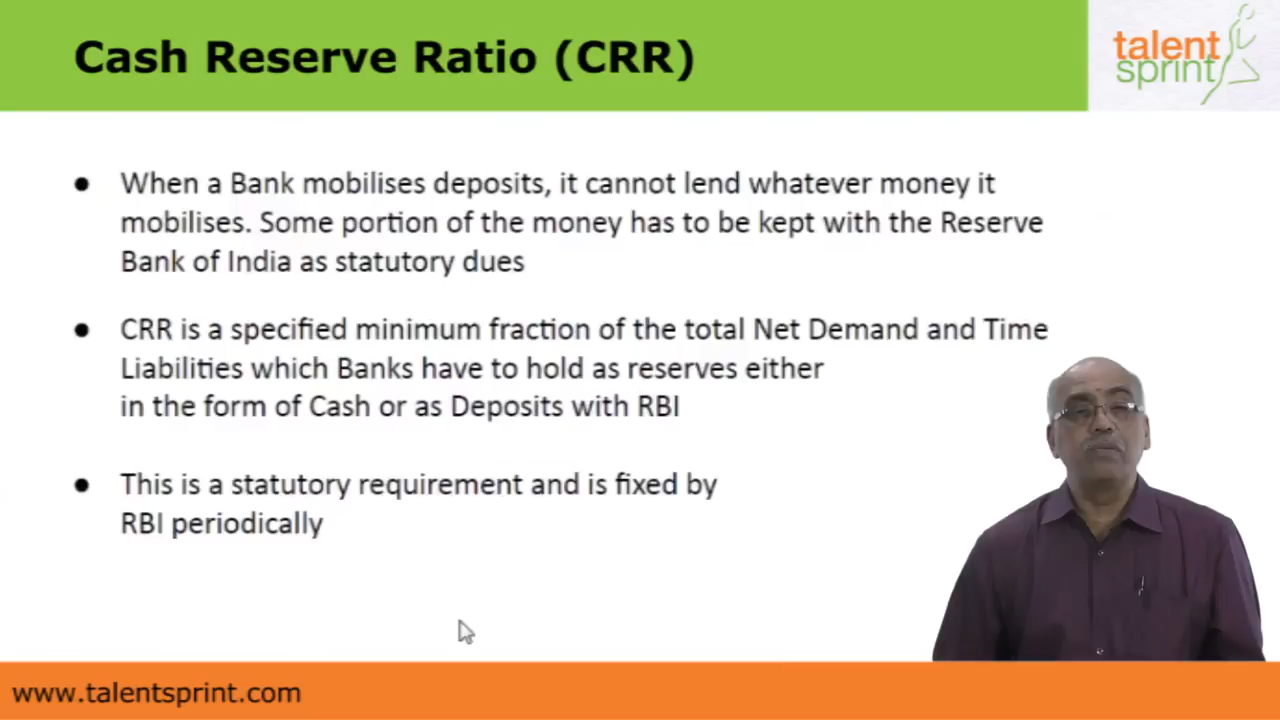 Cash Reserve Ratio (CRR)
talent
sprint
● When a Bank mobilises deposits, it cannot lend whatever money it
mobilises. Some portion of the money has to be kept with the Reserve
Bank of India as statutory dues
● CRR is a specified minimum fraction of the total Net Demand and Time
Liabilities which Banks have to hold as reserves either
in the form of Cash or as Deposits with RBI
● This is a statutory requirement and is fixed by
RBI periodically
www.talentsprint.com